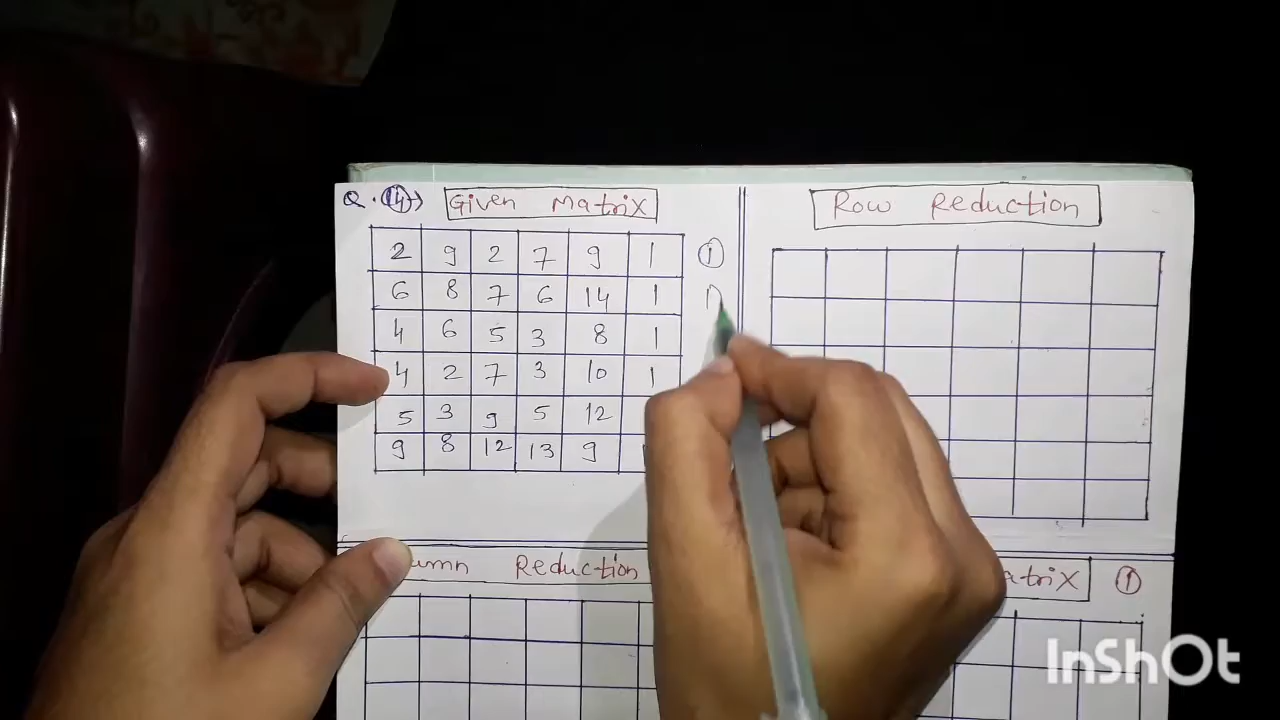 Q. 14→ Given Matrix
2 9 2 7 9 1 1
6 8 7 6 14 1 1
4 6 5 3 8 1
4 2 7 3 10 1
5 3 9 5 12
9 8 12 13 9
Row Reduction
Reduction
1
InShOt